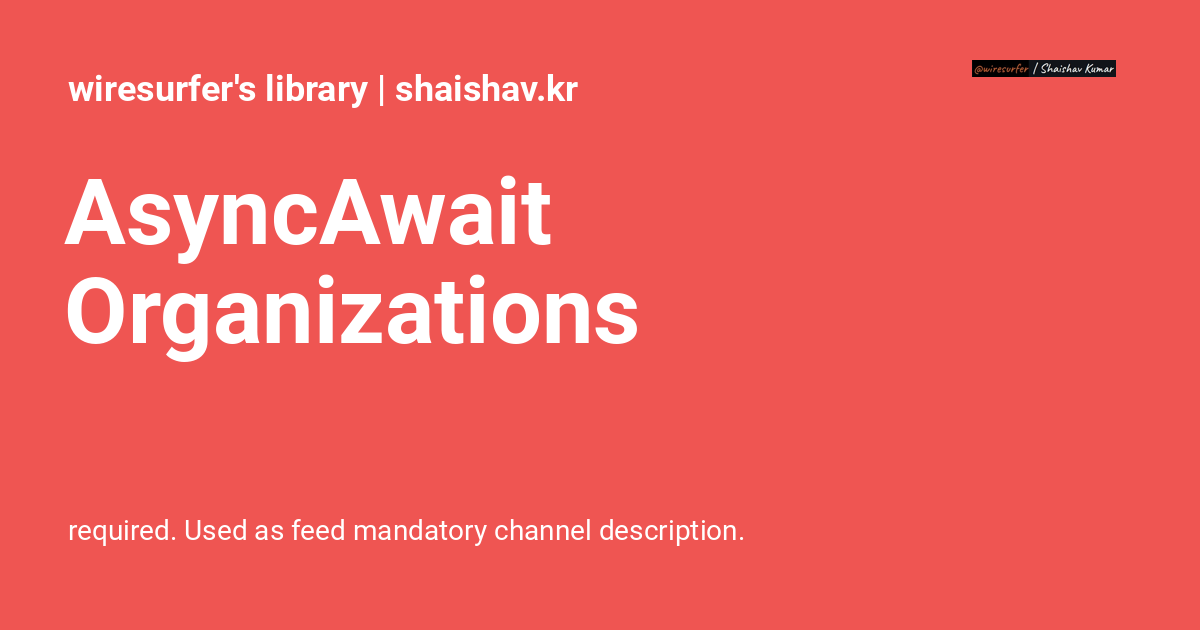 wiresurfer's library | shaishav.kr
@wiresurfer | Shaishav Kumar
AsyncAwait
Organizations
required. Used as feed mandatory channel description.